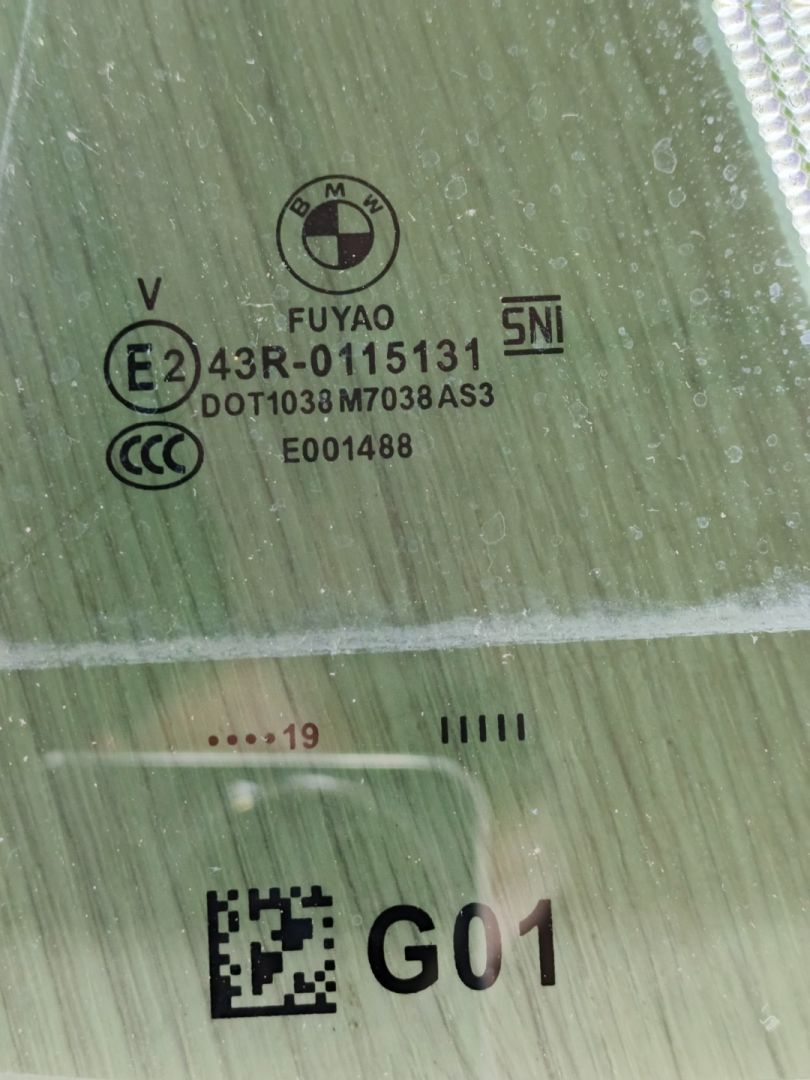 BMW
V
FUYAO
SNI
E2 43R-0115131
DOT1038 M7038 AS3
CCC E001488
....19 IIIII
G01